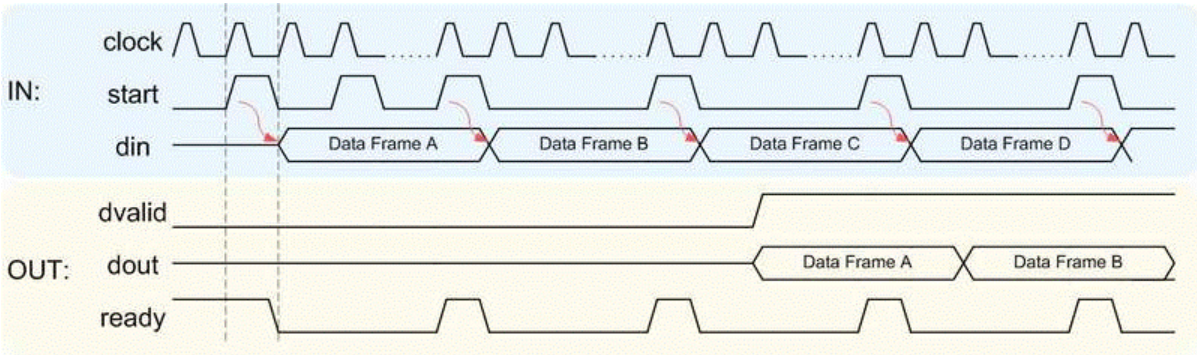 clock
IN: start
din Data Frame A Data Frame B Data Frame C Data Frame D
dvalid
OUT: dout Data Frame A Data Frame B
ready